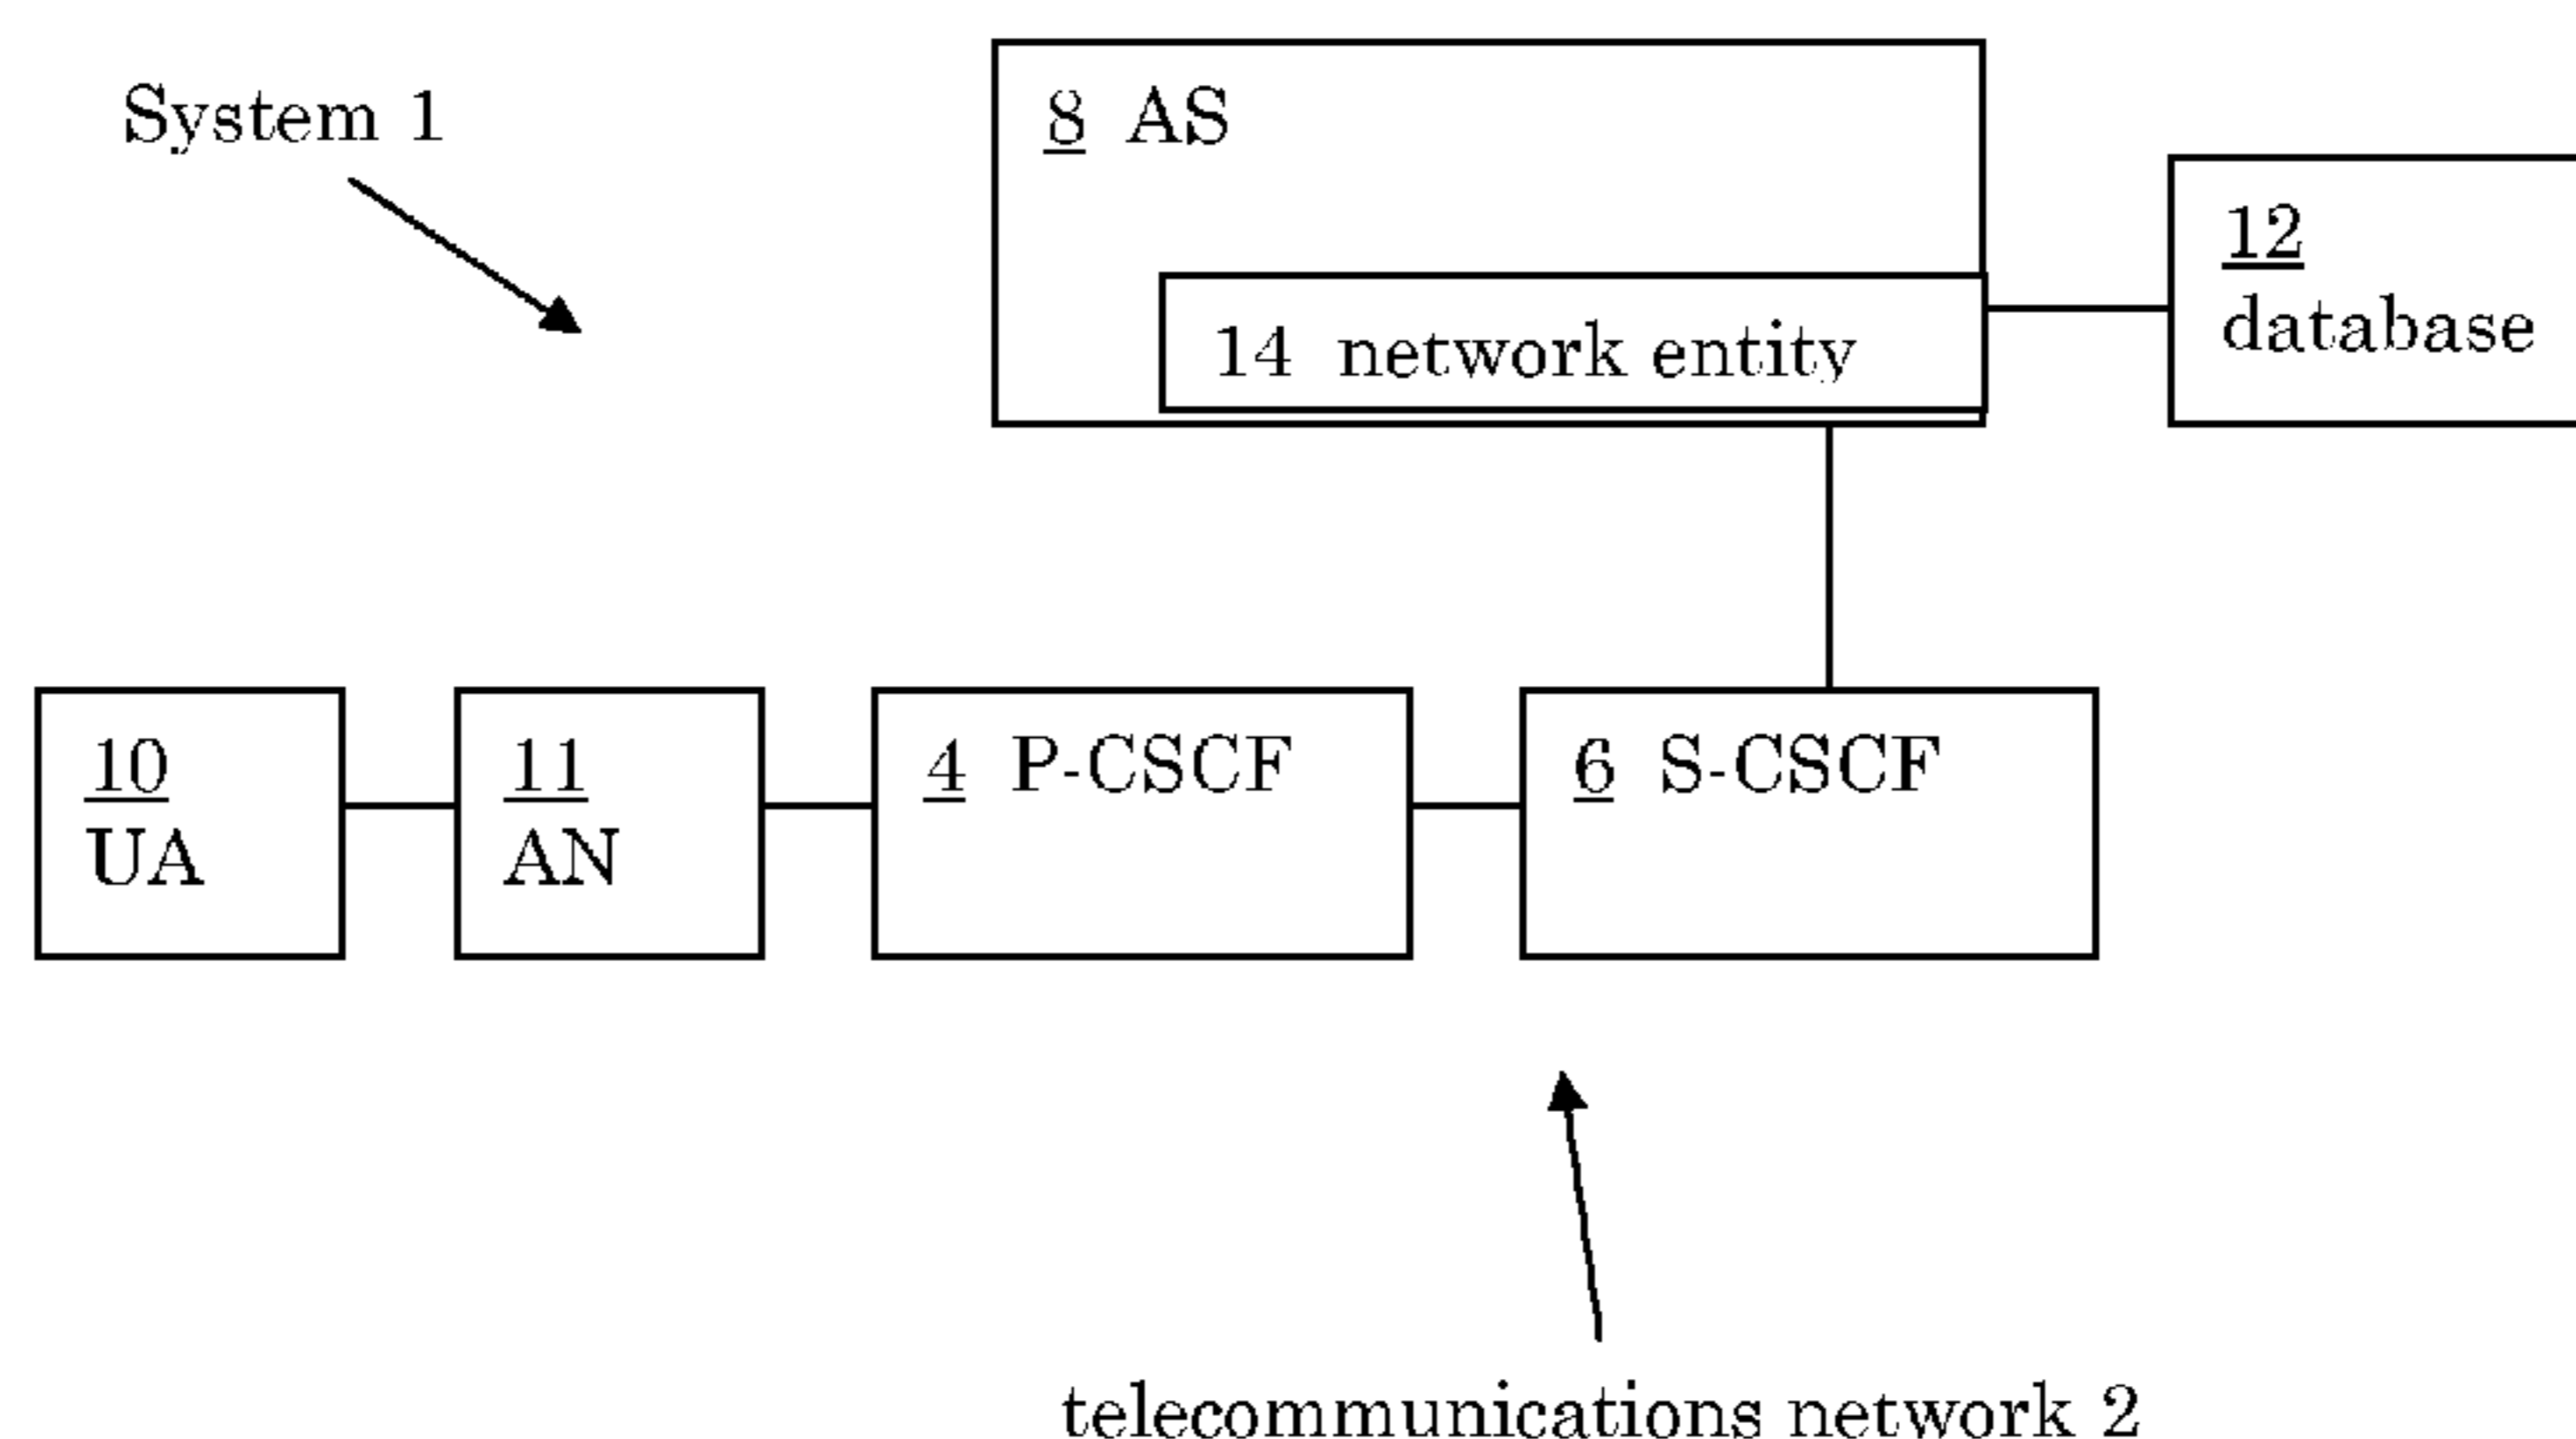 System 1
8 AS
12
database
14 network entity
10
UA
11
AN
4 P-CSCF
6 S-CSCF
telecommunications network 2